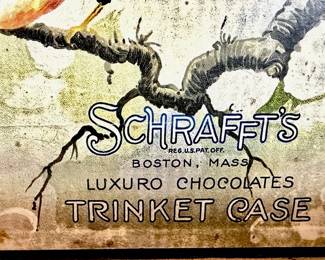 SCHRAFFT'S
REG. U.S. PAT. OFF.
BOSTON, MASS
LUXURO CHOCOLATES
TRINKET CASE